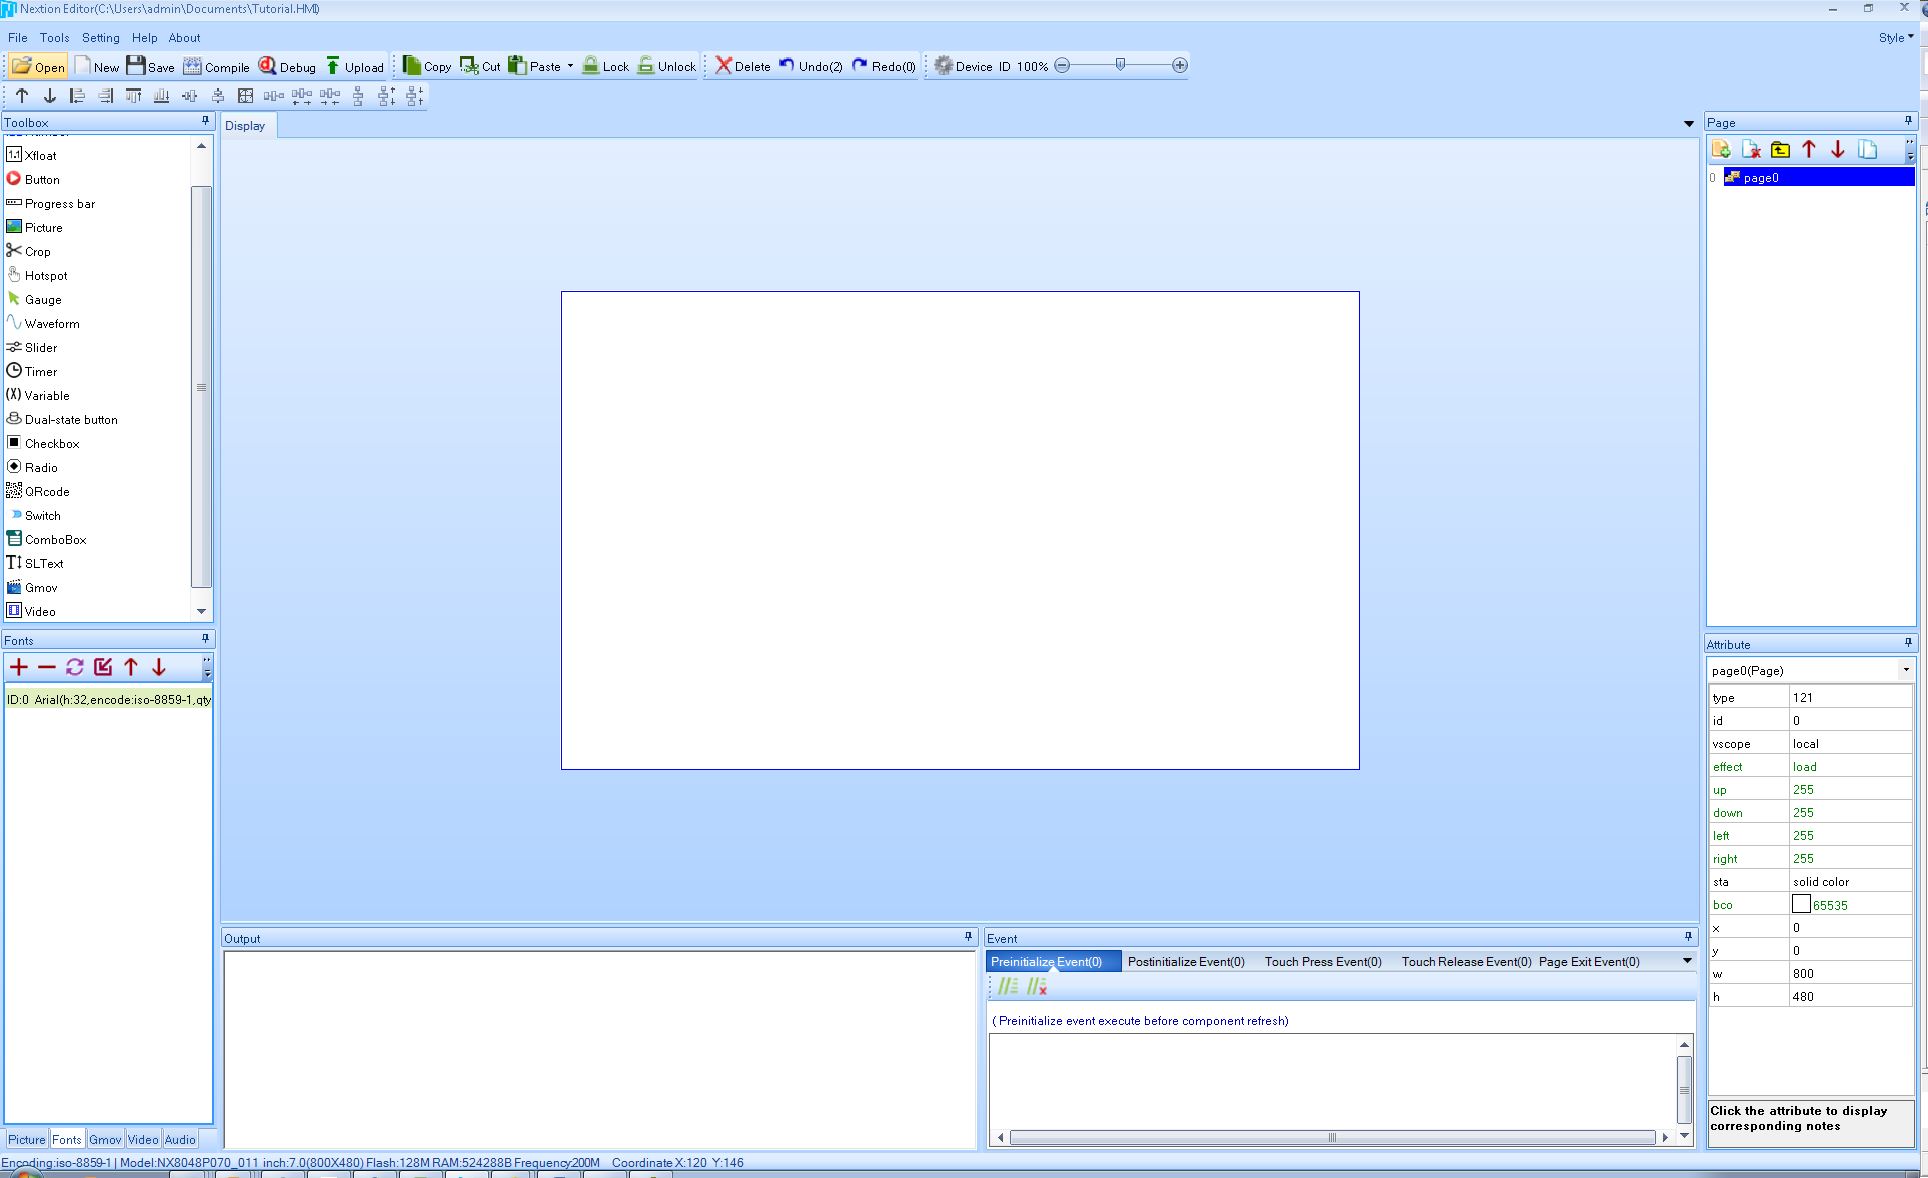 Nextion Editor(C:\Users\admin\Documents\Tutorial.HMI)
File Tools Setting Help About
Style
Open New Save Compile Debug Upload Copy Cut Paste Lock Unlock Delete Undo(2) Redo(0) Device ID 100%
Toolbox
Xfloat
Button
Progress bar
Picture
Crop
Hotspot
Gauge
Waveform
Slider
Timer
(X) Variable
Dual-state button
Checkbox
Radio
QRcode
Switch
ComboBox
SLText
Gmov
Video
Fonts
ID:0 Arial(h:32,encode:iso-8859-1,qty
Picture Fonts Gmov Video Audio
Display
Output
Event
Preinitialize Event(0) Postinitialize Event(0) Touch Press Event(0) Touch Release Event(0) Page Exit Event(0)
( Preinitialize event execute before component refresh)
Page
0 page0
Attribute
page0(Page)
type 121
id 0
vscope local
effect load
up 255
down 255
left 255
right 255
sta solid color
bco 65535
x 0
y 0
w 800
h 480
Click the attribute to display
corresponding notes
Encoding:iso-8859-1 | Model:NX8048P070_011 inch:7.0(800X480) Flash:128M RAM:524288B Frequency:200M Coordinate X:120 Y:146